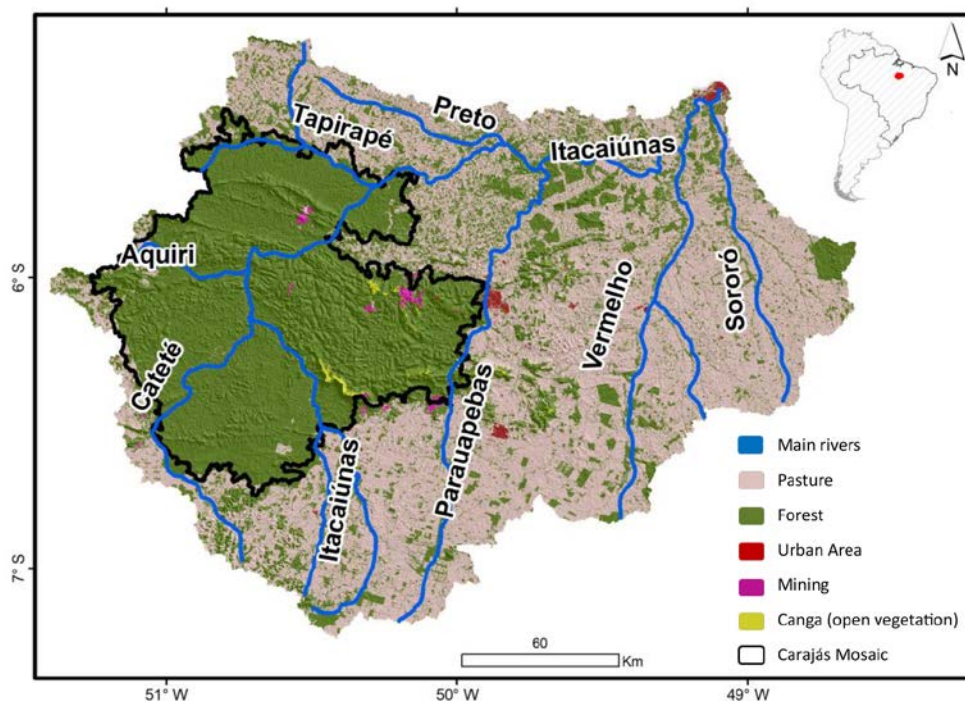 N
Preto
Tapirapé
Itacaiúnas
Aquiri
Cateté
Itacaiúnas
Parauapebas
Vermelho
Sororó
6° S
7° S
51° W
50° W
49° W
60
Km
Main rivers
Pasture
Forest
Urban Area
Mining
Canga (open vegetation)
Carajás Mosaic